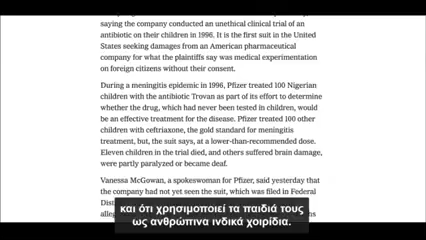 saying the company conducted an unethical clinical trial of an
antibiotic on their children in 1996. It is the first suit in the United
States seeking damages from an American pharmaceutical
company for what the plaintiffs say was medical experimentation
on foreign citizens without their consent.
During a meningitis epidemic in 1996, Pfizer treated 100 Nigerian
children with the antibiotic Trovan as part of its effort to determine
whether the drug, which had never been tested in children, would
be an effective treatment for the disease. Pfizer treated 100 other
children with ceftriaxone, the gold standard for meningitis
treatment, but, the suit says, at a lower-than-recommended dose.
Eleven children in the trial died, and others suffered brain damage,
were partly paralyzed or became deaf.
Vanessa McGowan, a spokeswoman for Pfizer, said yesterday that
the company had not yet seen the suit, which was filed in Federal
και ότι χρησιμοποιεί τα παιδιά τους
ως ανθρώπινα ινδικά χοιρίδια.